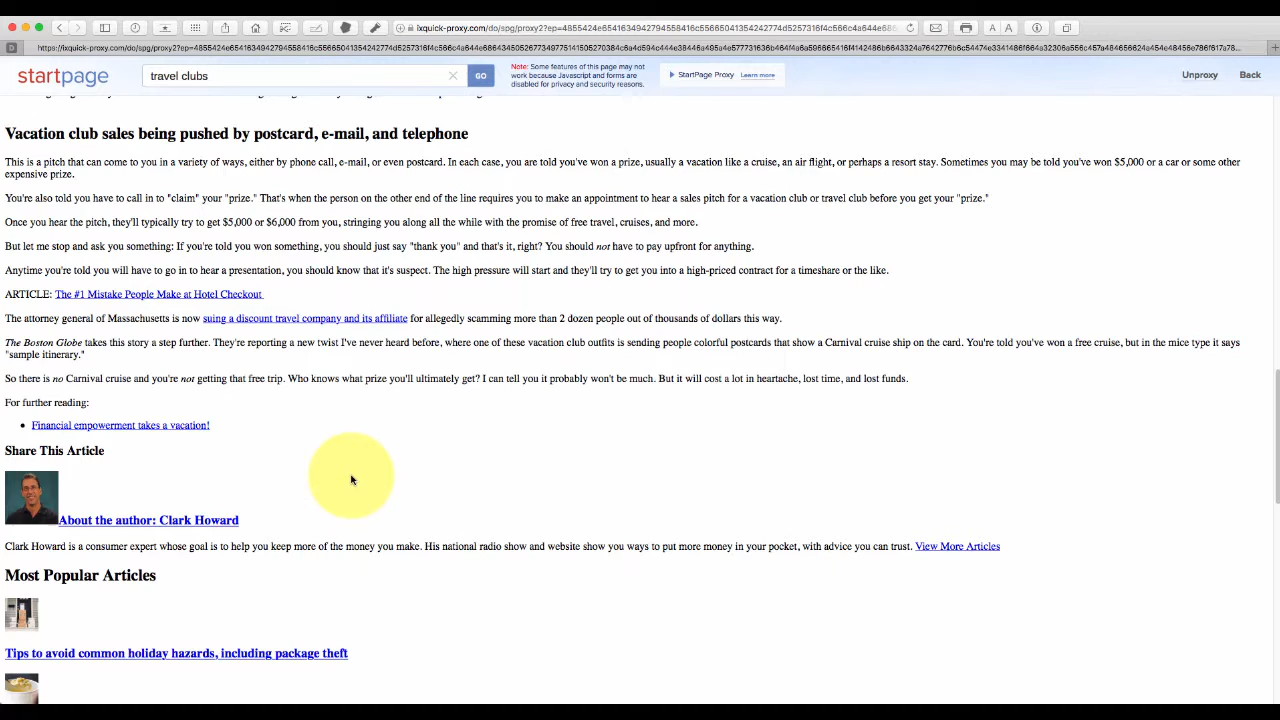 startpage
travel clubs
GO
Note: Some features of this page may not
work because Javascript and forms are
disabled for privacy and security reasons.
StartPage Proxy Learn more
Unproxy
Back
Vacation club sales being pushed by postcard, e-mail, and telephone
This is a pitch that can come to you in a variety of ways, either by phone call, e-mail, or even postcard. In each case, you are told you've won a prize, usually a vacation like a cruise, an air flight, or perhaps a resort stay. Sometimes you may be told you've won $5,000 or a car or some other
expensive prize.
You're also told you have to call in to "claim" your "prize." That's when the person on the other end of the line requires you to make an appointment to hear a sales pitch for a vacation club or travel club before you get your "prize."
Once you hear the pitch, they'll typically try to get $5,000 or $6,000 from you, stringing you along all the while with the promise of free travel, cruises, and more.
But let me stop and ask you something: If you're told you won something, you should just say "thank you" and that's it, right? You should not have to pay upfront for anything.
Anytime you're told you will have to go in to hear a presentation, you should know that it's suspect. The high pressure will start and they'll try to get you into a high-priced contract for a timeshare or the like.
ARTICLE: The #1 Mistake People Make at Hotel Checkout
The attorney general of Massachusetts is now suing a discount travel company and its affiliate for allegedly scamming more than 2 dozen people out of thousands of dollars this way.
The Boston Globe takes this story a step further. They're reporting a new twist I've never heard before, where one of these vacation club outfits is sending people colorful postcards that show a Carnival cruise ship on the card. You're told you've won a free cruise, but in the mice type it says
"sample itinerary."
So there is no Carnival cruise and you're not getting that free trip. Who knows what prize you'll ultimately get? I can tell you it probably won't be much. But it will cost a lot in heartache, lost time, and lost funds.
For further reading:
Financial empowerment takes a vacation!
Share This Article
About the author: Clark Howard
Clark Howard is a consumer expert whose goal is to help you keep more of the money you make. His national radio show and website show you ways to put more money in your pocket, with advice you can trust. View More Articles
Most Popular Articles
Tips to avoid common holiday hazards, including package theft